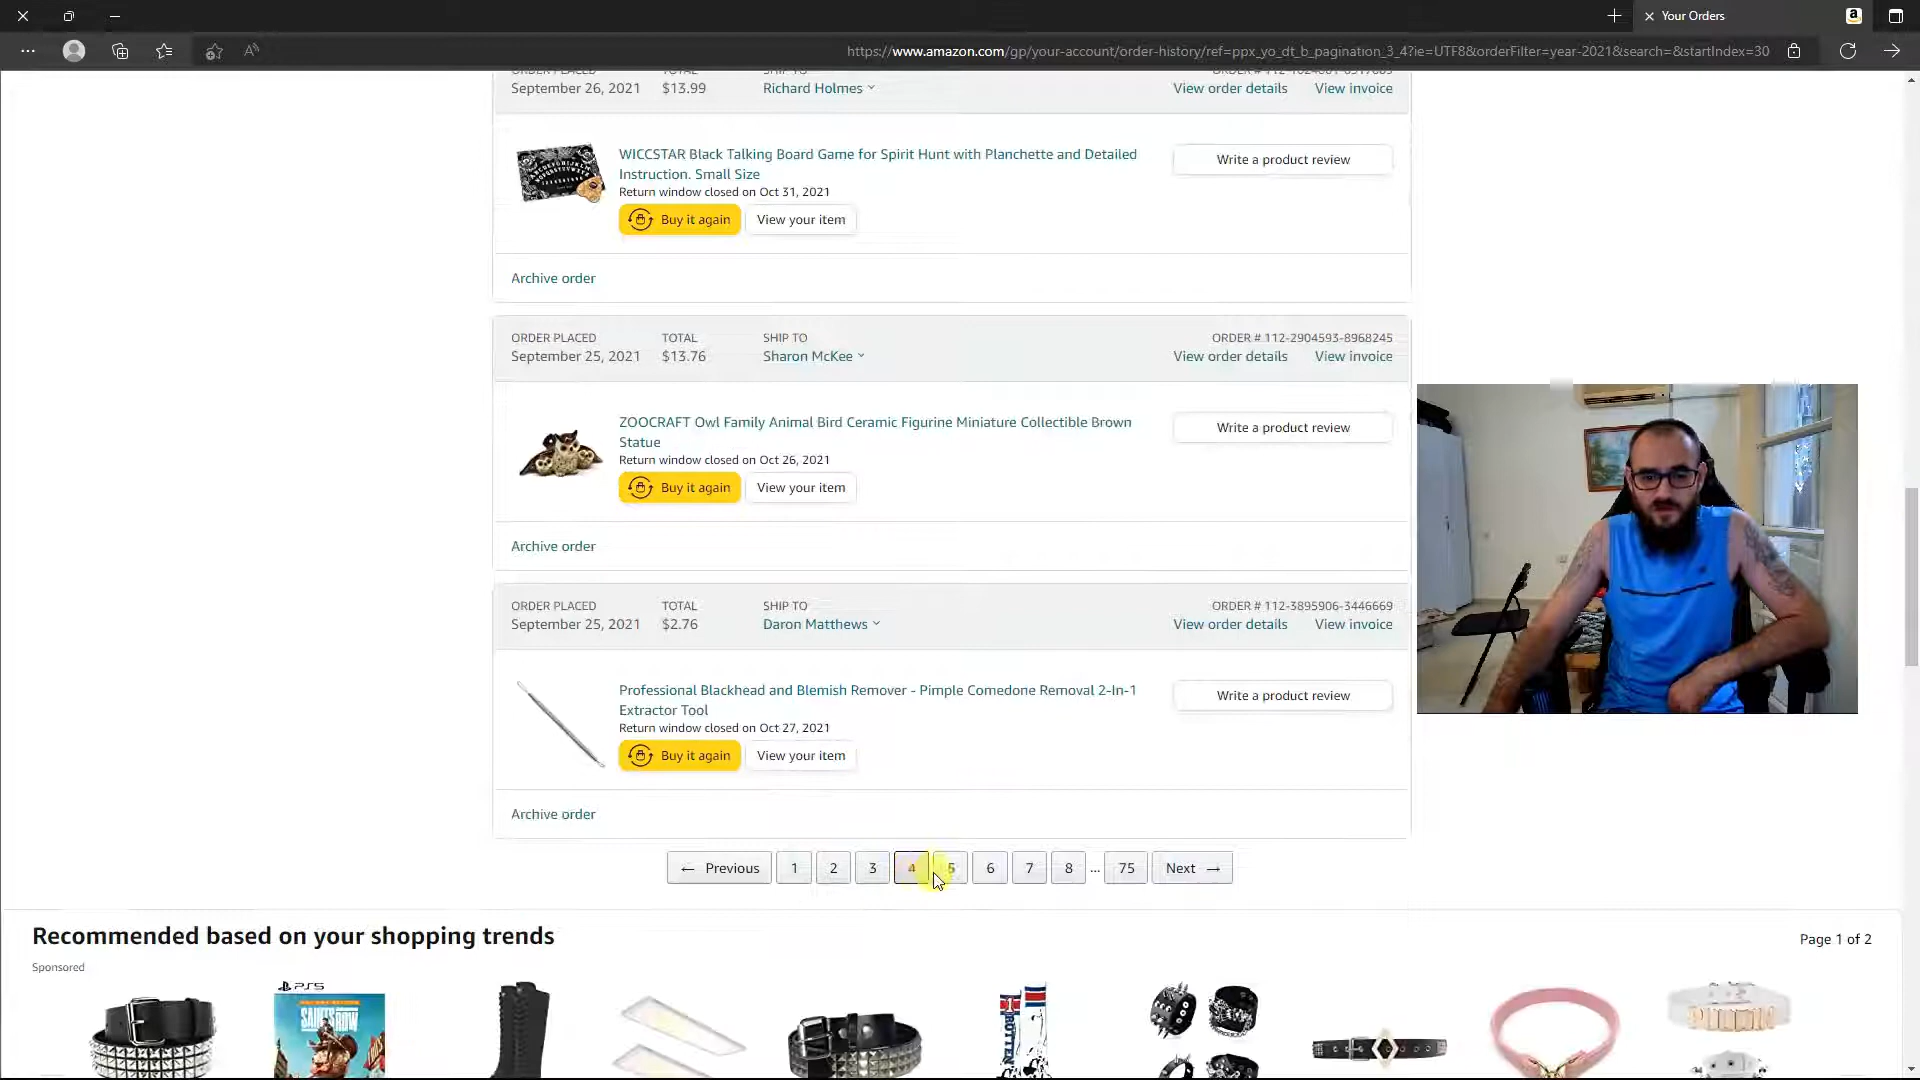 Your Orders
https://www.amazon.com/gp/your-account/order-history/ref=ppx_yo_dt_b_pagination_3_4?ie=UTF8&orderFilter=year-2021&search=&startIndex=30
ORDER PLACED TOTAL SHIP TO
September 26, 2021 $13.99 Richard Holmes View order details View invoice
WICCSTAR Black Talking Board Game for Spirit Hunt with Planchette and Detailed
Instruction. Small Size
Return window closed on Oct 31, 2021
Buy it again View your item
Write a product review
Archive order
ORDER PLACED TOTAL SHIP TO ORDER # 112-2904593-8968245
September 25, 2021 $13.76 Sharon McKee View order details View invoice
ZOOCRAFT Owl Family Animal Bird Ceramic Figurine Miniature Collectible Brown
Statue
Return window closed on Oct 26, 2021
Buy it again View your item
Write a product review
Archive order
ORDER PLACED TOTAL SHIP TO ORDER # 112-3895906-3446669
September 25, 2021 $2.76 Daron Matthews View order details View invoice
Professional Blackhead and Blemish Remover - Pimple Comedone Removal 2-In-1
Extractor Tool
Return window closed on Oct 27, 2021
Buy it again View your item
Write a product review
Archive order
← Previous 1 2 3 4 5 6 7 8 ... 75 Next →
Recommended based on your shopping trends
Page 1 of 2
Sponsored
PS5
SAINTS ROW